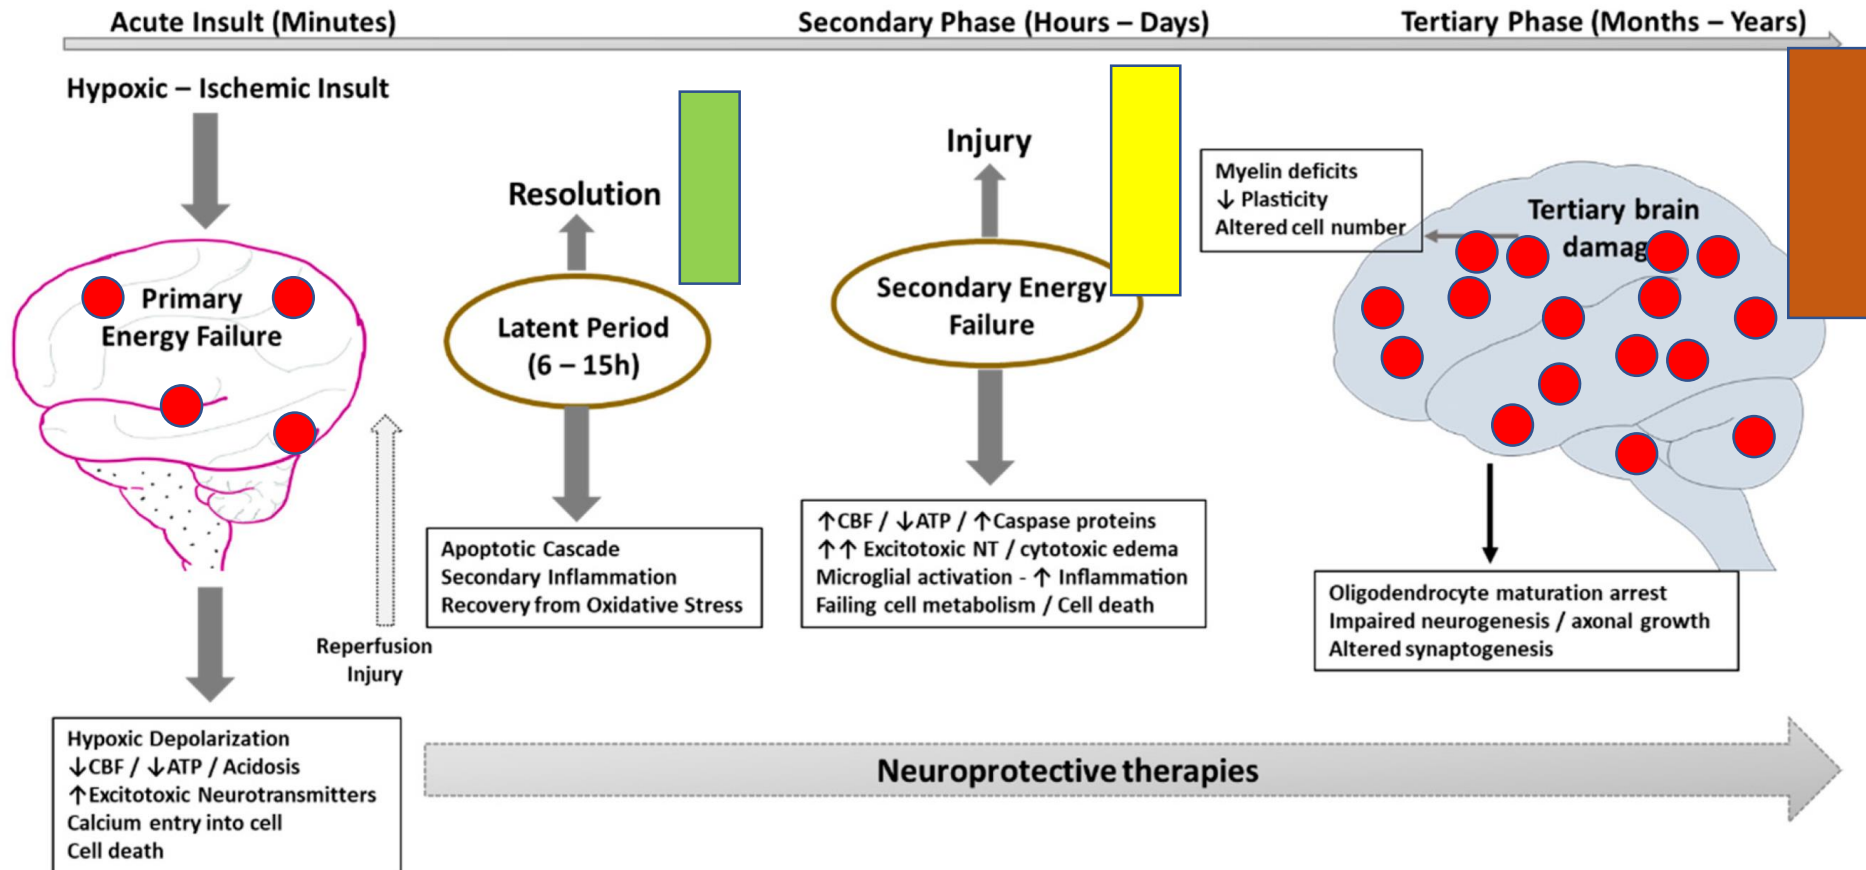 Acute Insult (Minutes)
Secondary Phase (Hours – Days)
Tertiary Phase (Months – Years)
Hypoxic – Ischemic Insult
Primary
Energy Failure
Hypoxic Depolarization
↓CBF / ↓ATP / Acidosis
↑Excitotoxic Neurotransmitters
Calcium entry into cell
Cell death
Reperfusion
Injury
Resolution
Latent Period
(6 – 15h)
Apoptotic Cascade
Secondary Inflammation
Recovery from Oxidative Stress
Injury
Secondary Energy
Failure
↑CBF / ↓ATP / ↑Caspase proteins
↑↑ Excitotoxic NT / cytotoxic edema
Microglial activation - ↑ Inflammation
Failing cell metabolism / Cell death
Myelin deficits
↓ Plasticity
Altered cell number
Tertiary brain
damag
Oligodendrocyte maturation arrest
Impaired neurogenesis / axonal growth
Altered synaptogenesis
Neuroprotective therapies